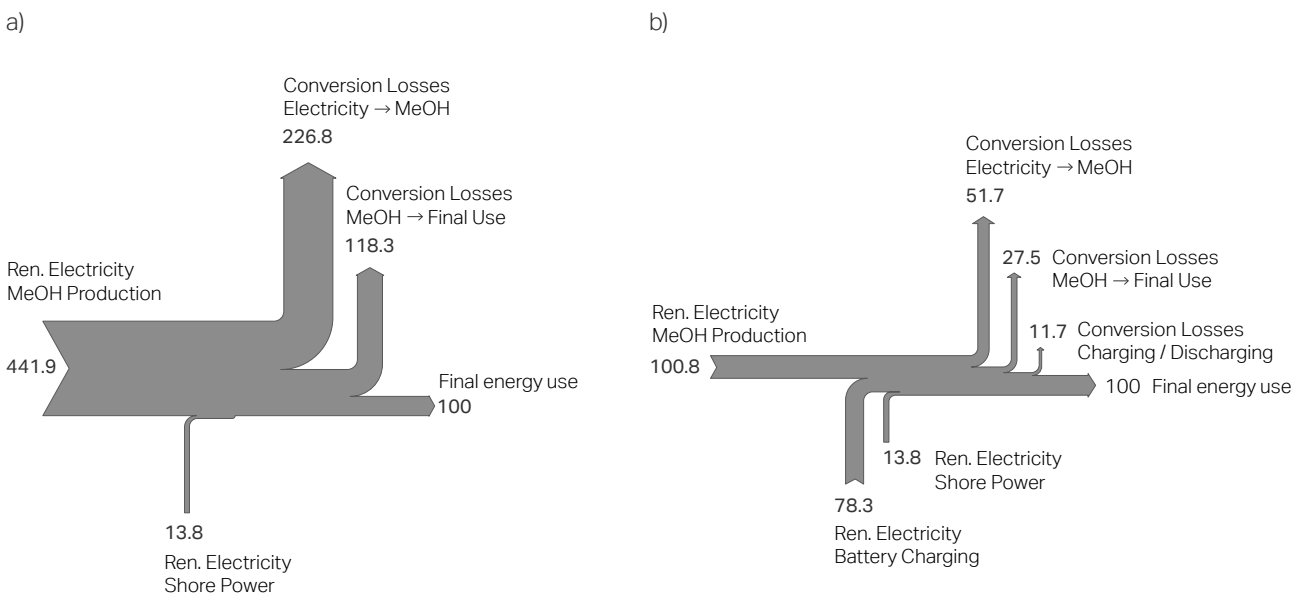 a)
Conversion Losses
Electricity → MeOH
226.8
Conversion Losses
MeOH → Final Use
118.3
Ren. Electricity
MeOH Production
441.9
Final energy use
100
13.8
Ren. Electricity
Shore Power
b)
Conversion Losses
Electricity → MeOH
51.7
27.5 Conversion Losses
MeOH → Final Use
Ren. Electricity
MeOH Production
100.8
11.7 Conversion Losses
Charging / Discharging
100 Final energy use
13.8 Ren. Electricity
Shore Power
78.3
Ren. Electricity
Battery Charging